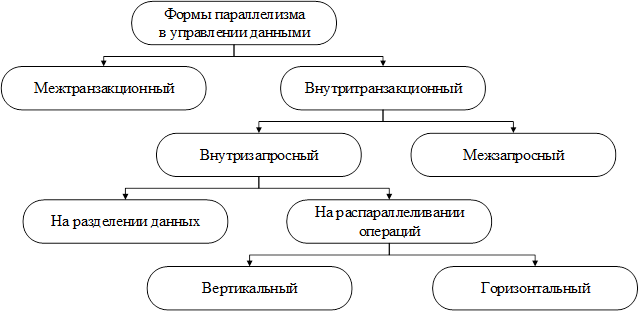 Формы параллелизма
в управлении данными
Межтранзакционный
Внутритранзакционный
Внутризапросный
Межзапросный
На разделении данных
На распараллеливании
операций
Вертикальный
Горизонтальный